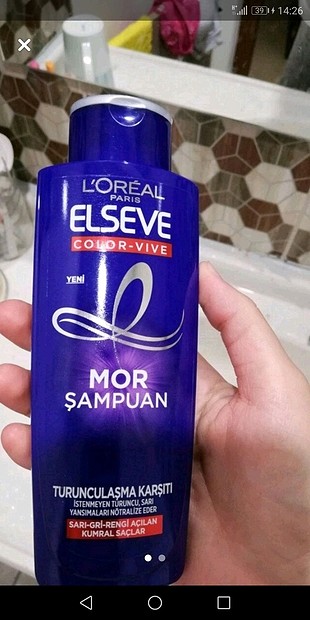 39 14:26
L'ORÉAL
PARIS
ELSEVE
COLOR-VIVE
YENİ
MOR
ŞAMPUAN
TURUNCULAŞMA KARŞITI
İSTENMEYEN TURUNCU, SARI
YANSIMALARI NÖTRALİZE EDER
SARI-GRİ-RENGİ AÇILAN
KUMRAL SAÇLAR